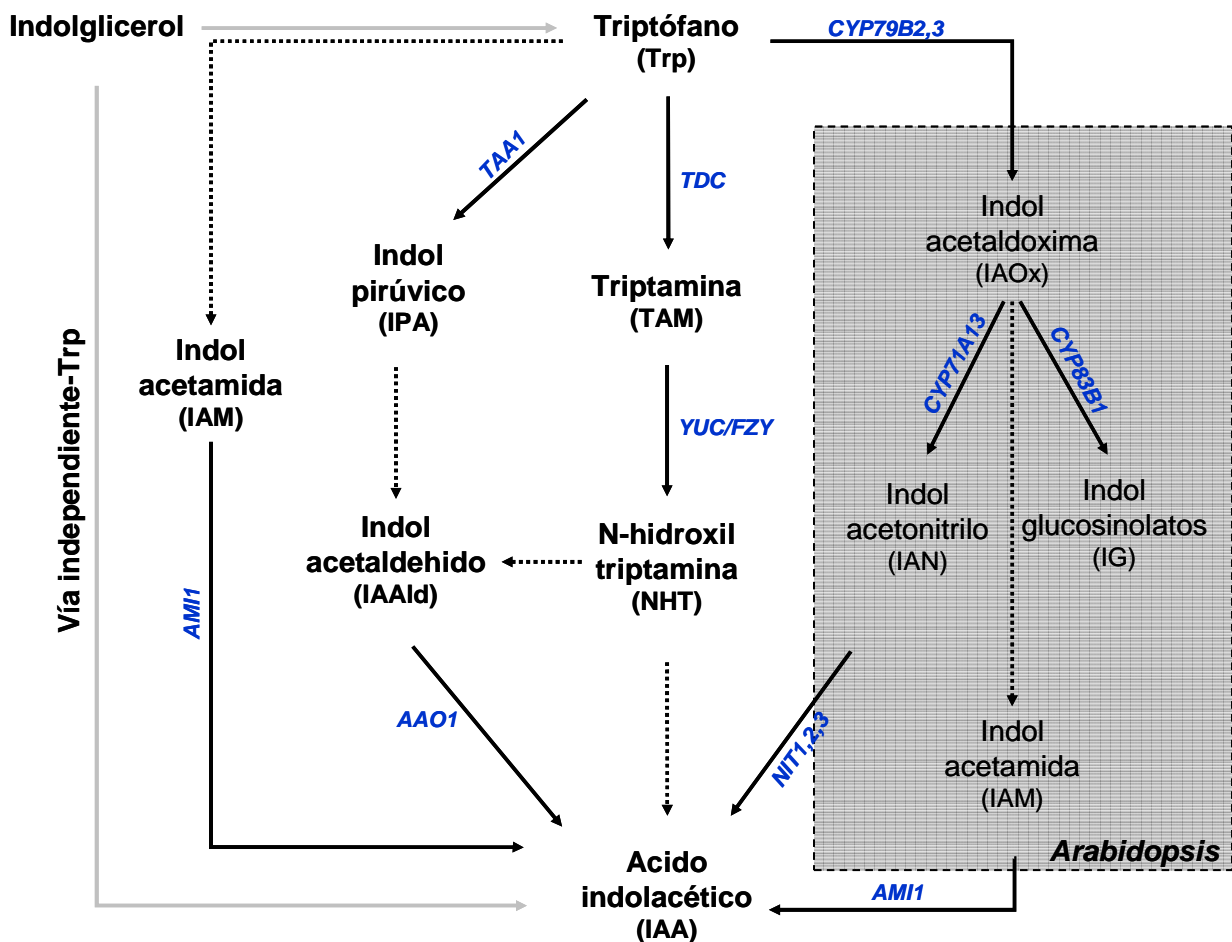 Indolglicerol
Triptófano
(Trp)
CYP79B2,3
TAA1
TDC
Indol
acetaldoxima
(IAOx)
Indol
pirúvico
(IPA)
Triptamina
(TAM)
Vía independiente-Trp
Indol
acetamida
(IAM)
CYP71A13
CYP83B1
YUC/FZY
Indol
acetonitrilo
(IAN)
Indol
glucosinolatos
(IG)
Indol
acetaldehido
(IAAld)
N-hidroxil
triptamina
(NHT)
AMI1
AAO1
NIT1,2,3
Indol
acetamida
(IAM)
Arabidopsis
Acido
indolacético
(IAA)
AMI1